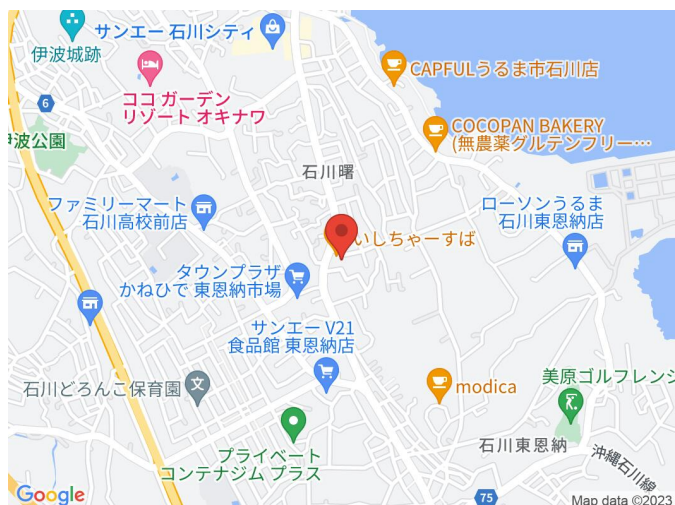 サンエー 石川シティ
伊波城跡
CAPFULうるま市石川店
ココ ガーデン
リゾート オキナワ
6
COCOPAN BAKERY
(無農薬グルテンフリー…
伊波公園
石川曙
ファミリーマート
石川高校前店
ローソンうるま
石川東恩納店
いしちゃーすば
タウンプラザ
かねひで 東恩納市場
サンエー V21
食品館 東恩納店
石川どろんこ保育園
modica
美原ゴルフレンジ
プライベート
コンテナジム プラス
石川東恩納
沖縄石川線
75
Google
Map data ©2023